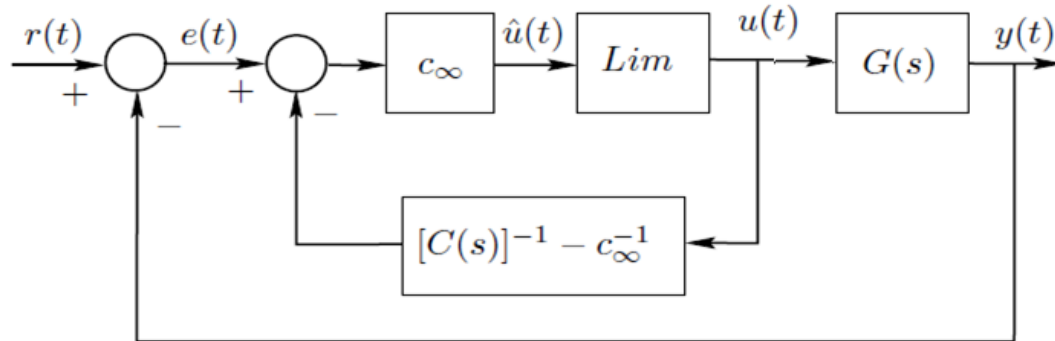 r(t) e(t) û(t) u(t) y(t)
+ − + − c∞ Lim G(s)
[C(s)]⁻¹ − c∞⁻¹